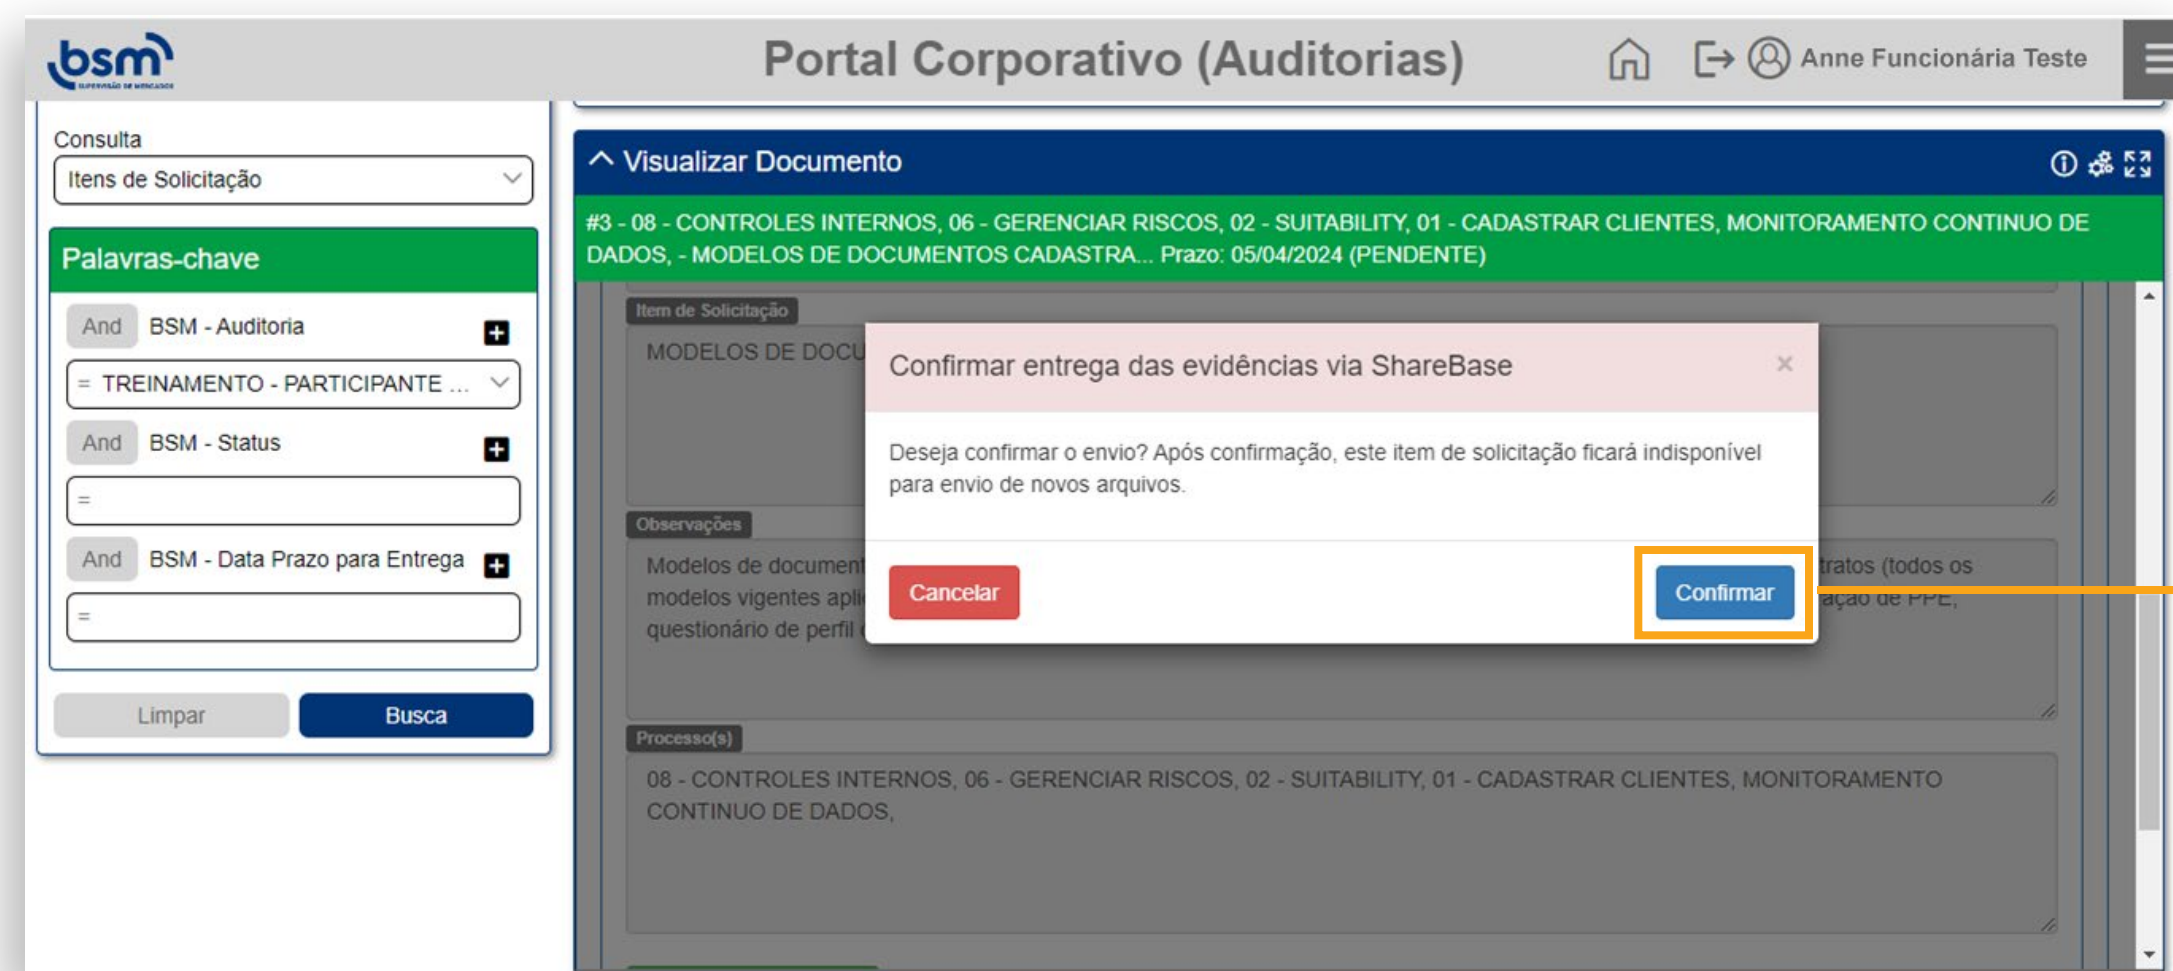 bsm
SUPERVISÃO DE MERCADOS
Portal Corporativo (Auditorias)
Anne Funcionária Teste
Consulta
Itens de Solicitação
Palavras-chave
And BSM - Auditoria
= TREINAMENTO - PARTICIPANTE ...
And BSM - Status
=
And BSM - Data Prazo para Entrega
=
Limpar Busca
Visualizar Documento
#3 - 08 - CONTROLES INTERNOS, 06 - GERENCIAR RISCOS, 02 - SUITABILITY, 01 - CADASTRAR CLIENTES, MONITORAMENTO CONTINUO DE
DADOS, - MODELOS DE DOCUMENTOS CADASTRA... Prazo: 05/04/2024 (PENDENTE)
Item de Solicitação
MODELOS DE DOCU
Confirmar entrega das evidências via ShareBase ×
Deseja confirmar o envio? Após confirmação, este item de solicitação ficará indisponível
para envio de novos arquivos.
Cancelar Confirmar
Observações
Modelos de document tratos (todos os
modelos vigentes apli ação de PPE,
questionário de perfil
Processo(s)
08 - CONTROLES INTERNOS, 06 - GERENCIAR RISCOS, 02 - SUITABILITY, 01 - CADASTRAR CLIENTES, MONITORAMENTO
CONTINUO DE DADOS,